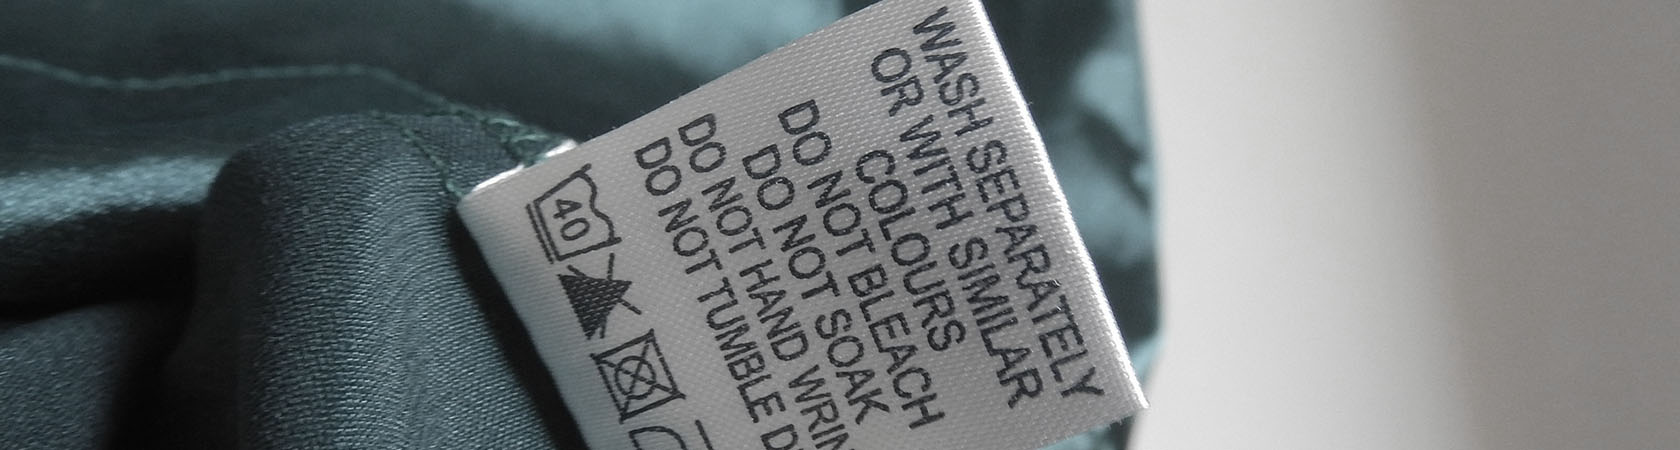 WASH SEPARATELY
OR WITH SIMILAR
COLOURS
DO NOT BLEACH
DO NOT SOAK
DO NOT HAND
DO NOT TUMBLE
40